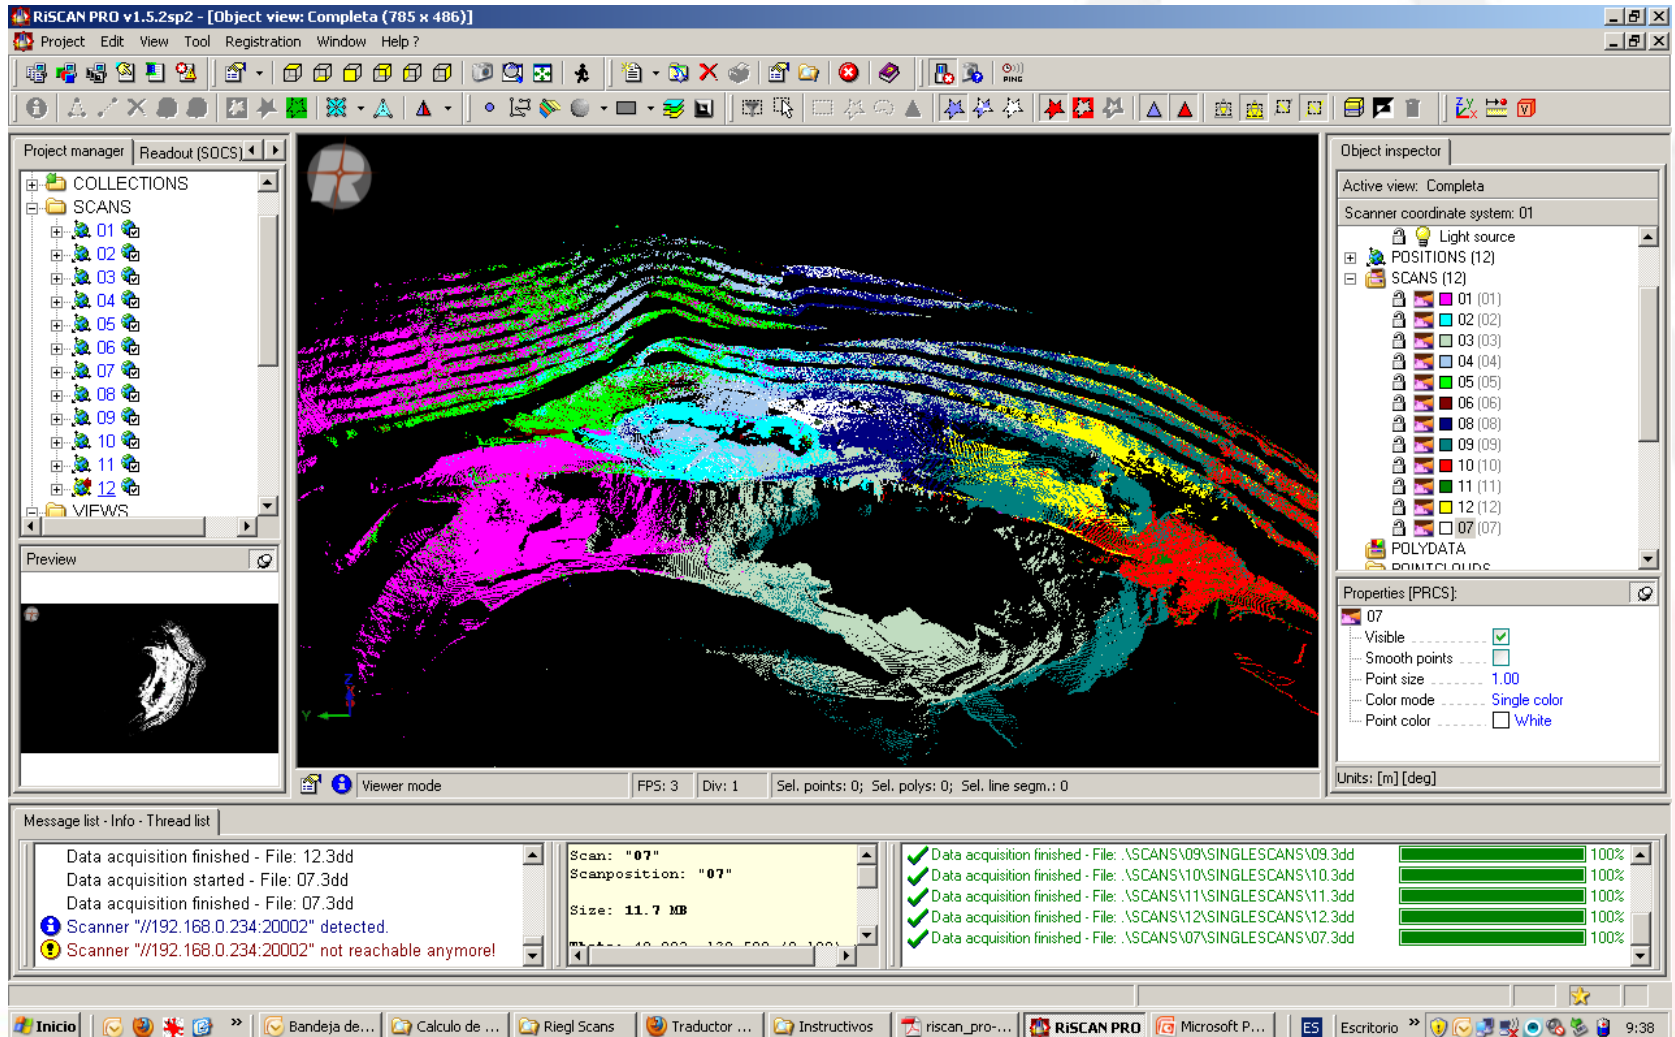 RiSCAN PRO v1.5.2sp2 - [Object view: Completa (785 x 486)]
Project Edit View Tool Registration Window Help ?
PING
Project manager Readout (SOCS)
COLLECTIONS
SCANS
01
02
03
04
05
06
07
08
09
10
11
12
VIEWS
Preview
R
Z
Y
Viewer mode
FPS: 3
Div: 1
Sel. points: 0; Sel. polys: 0; Sel. line segm.: 0
Object inspector
Active view: Completa
Scanner coordinate system: 01
Light source
POSITIONS (12)
SCANS (12)
01 (01)
02 (02)
03 (03)
04 (04)
05 (05)
06 (06)
08 (08)
09 (09)
10 (10)
11 (11)
12 (12)
07 (07)
POLYDATA
POINTCLOUDS
Properties [PRCS]:
07
Visible
Smooth points
Point size 1.00
Color mode Single color
Point color White
Units: [m] [deg]
Message list - Info - Thread list
Data acquisition finished - File: 12.3dd
Data acquisition started - File: 07.3dd
Data acquisition finished - File: 07.3dd
Scanner "//192.168.0.234:20002" detected.
Scanner "//192.168.0.234:20002" not reachable anymore!
Scan: "07"
Scanposition: "07"
Size: 11.7 MB
Data acquisition finished - File: .\SCANS\09\SINGLESCANS\09.3dd 100%
Data acquisition finished - File: .\SCANS\10\SINGLESCANS\10.3dd 100%
Data acquisition finished - File: .\SCANS\11\SINGLESCANS\11.3dd 100%
Data acquisition finished - File: .\SCANS\12\SINGLESCANS\12.3dd 100%
Data acquisition finished - File: .\SCANS\07\SINGLESCANS\07.3dd 100%
Inicio
Bandeja de...
Calculo de ...
Riegl Scans
Traductor ...
Instructivos
riscan_pro-...
RiSCAN PRO
Microsoft P...
ES
Escritorio
9:38